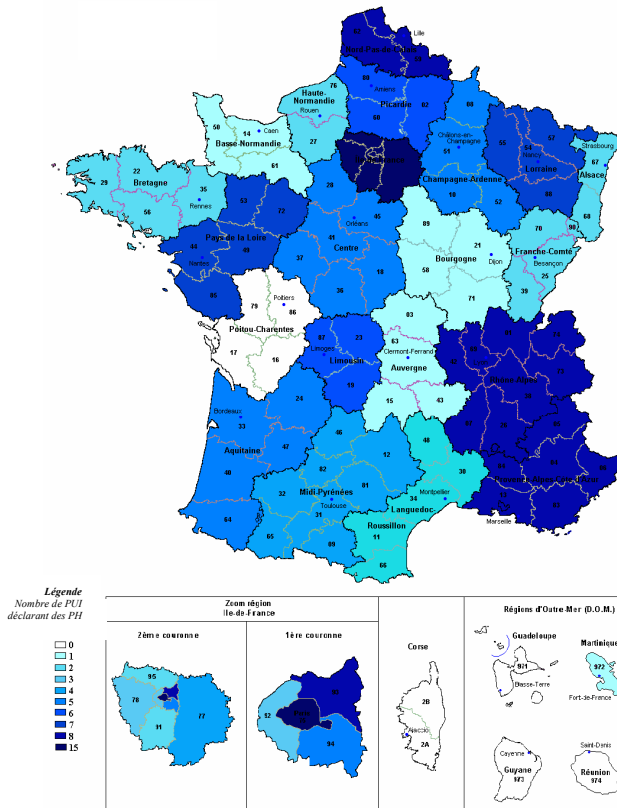 62
Lille
Nord-Pas-de-Calais
59
80
Amiens
Picardin
02
60
76
Haute-
Normandie
Rouen
27
50
14
Caen
Basse-Normandie
61
08
Châlons-en-
Champagne
51
Champagne-Ardenne
10
52
55
57
54
Nancy
Lorraine
88
Strasbourg
67
Alsace
68
22
29
Bretagne
35
56
Rennes
53
72
Pays de la Loire
44
49
Nantes
85
28
Orléans
45
41
Centre
37
18
36
89
21
Bourgogne
Dijon
58
71
70
90
Franche-Comté
Besançon
25
39
79
Poitiers
86
Poitou-Charentes
17
16
87
23
Limoges
Limousin
19
03
63
Clermont-Ferrand
Auvergne
15
43
24
Bordeaux
33
47
Aquitaine
40
64
46
12
82
81
32
Midi-Pyrénées
Toulouse
31
65
09
48
30
34
Montpellier
Languedoc-
Roussillon
11
66
Marseille
Légende
Nombre de PUI
déclarant des PH
0
1
2
3
4
5
6
7
8
15
Zoom région
Ile-de-France
2ème couronne
1ère couronne
95
78
77
91
92
94
Corse
2B
Ajaccio
2A
Régions d'Outre-Mer (D.O.M.)
Guadeloupe
971
Basse-Terre
Martinique
972
Fort-de-France
Cayenne
Guyane
973
Saint-Denis
Réunion
974